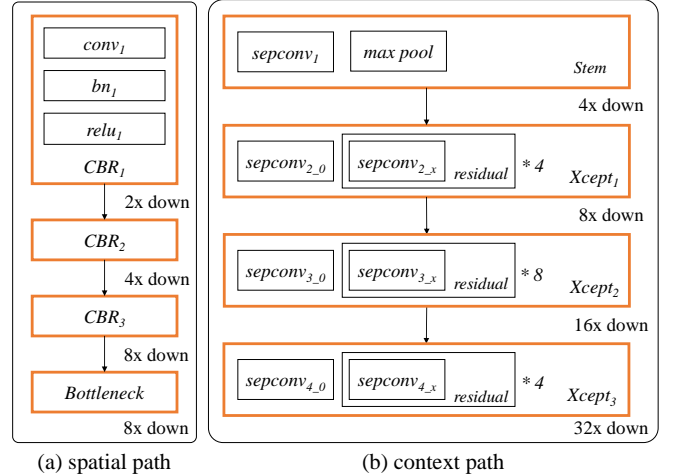 conv1
bn1
relu1
CBR1
2x down
CBR2
4x down
CBR3
8x down
Bottleneck
8x down
(a) spatial path
sepconv1
max pool
Stem
4x down
sepconv2_0
sepconv2_x
residual
* 4
Xcept1
8x down
sepconv3_0
sepconv3_x
residual
* 8
Xcept2
16x down
sepconv4_0
sepconv4_x
residual
* 4
Xcept3
32x down
(b) context path